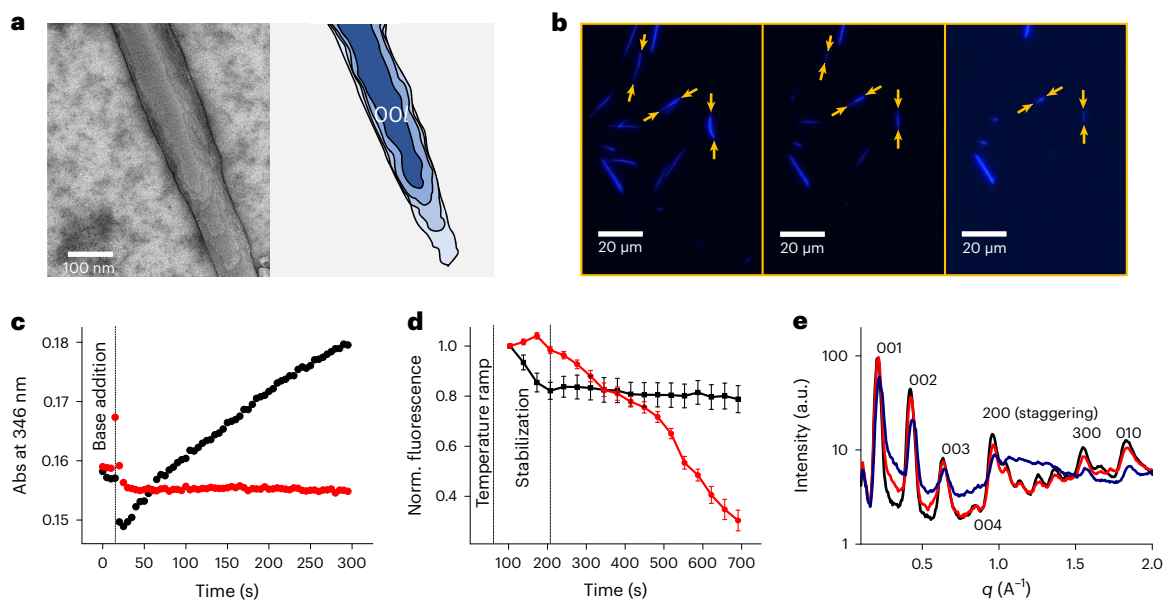 a
100 nm
00l
b
20 µm
20 µm
20 µm
c
Abs at 346 nm
0.18
0.17
0.16
0.15
Base addition
0 50 100 150 200 250 300
Time (s)
d
Norm. fluorescence
1.0
0.8
0.6
0.4
Temperature ramp
Stabilization
100 200 300 400 500 600 700
Time (s)
e
Intensity (a.u.)
100
10
1
001
002
003
004
200 (staggering)
300
010
0.5 1.0 1.5 2.0
q (A⁻¹)